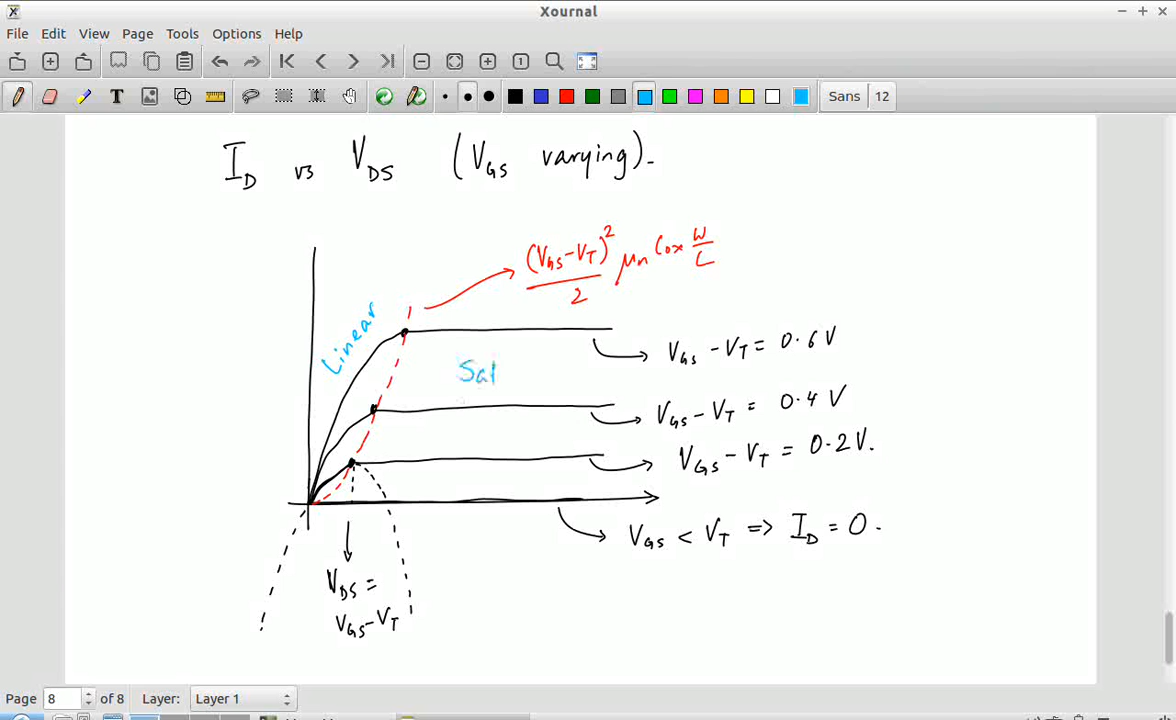 Xournal
File Edit View Page Tools Options Help
Sans 12
I_D vs V_DS (V_GS varying).
(V_GS-V_T)^2/2 μn Cox W/L
Linear
Sat
V_GS - V_T = 0.6 V
V_GS - V_T = 0.4 V
V_GS - V_T = 0.2 V.
V_GS < V_T => I_D = 0.
V_DS =
V_GS-V_T
Page 8 of 8 Layer: Layer 1